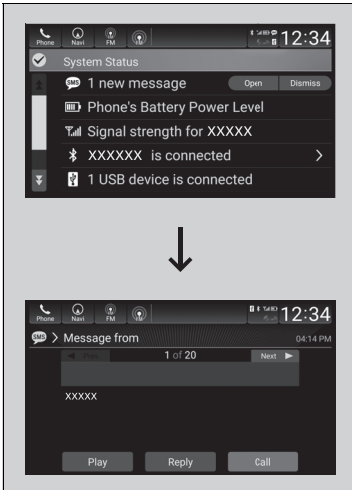 Phone Navi FM 12:34
System Status
SMS 1 new message Open Dismiss
Phone's Battery Power Level
Signal strength for XXXXX
XXXXXX is connected
1 USB device is connected
Phone Navi FM 12:34
SMS Message from 04:14 PM
Prev. 1 of 20 Next
XXXXX
Play Reply Call